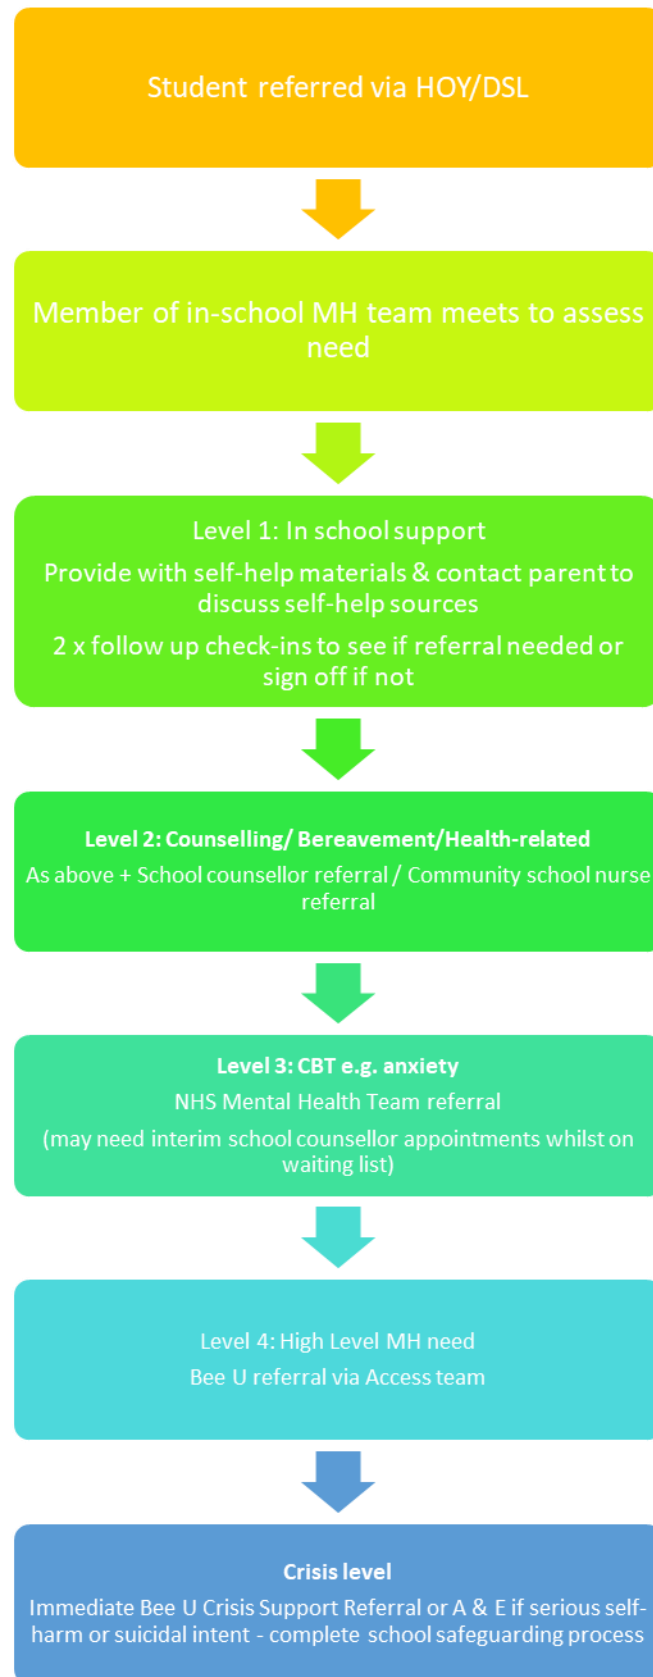 Student referred via HOY/DSL
Member of in-school MH team meets to assess
need
Level 1: In school support
Provide with self-help materials & contact parent to
discuss self-help sources
2 x follow up check-ins to see if referral needed or
sign off if not
Level 2: Counselling/ Bereavement/Health-related
As above + School counsellor referral / Community school nurse
referral
Level 3: CBT e.g. anxiety
NHS Mental Health Team referral
(may need interim school counsellor appointments whilst on
waiting list)
Level 4: High Level MH need
Bee U referral via Access team
Crisis level
Immediate Bee U Crisis Support Referral or A & E if serious self-
harm or suicidal intent - complete school safeguarding process